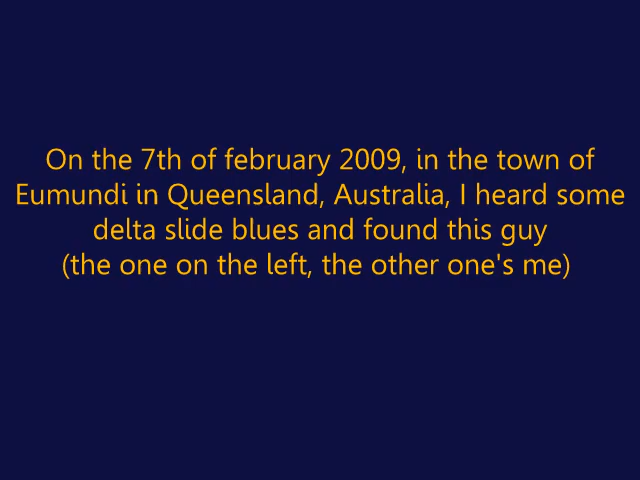 On the 7th of february 2009, in the town of
Eumundi in Queensland, Australia, I heard some
delta slide blues and found this guy
(the one on the left, the other one's me)